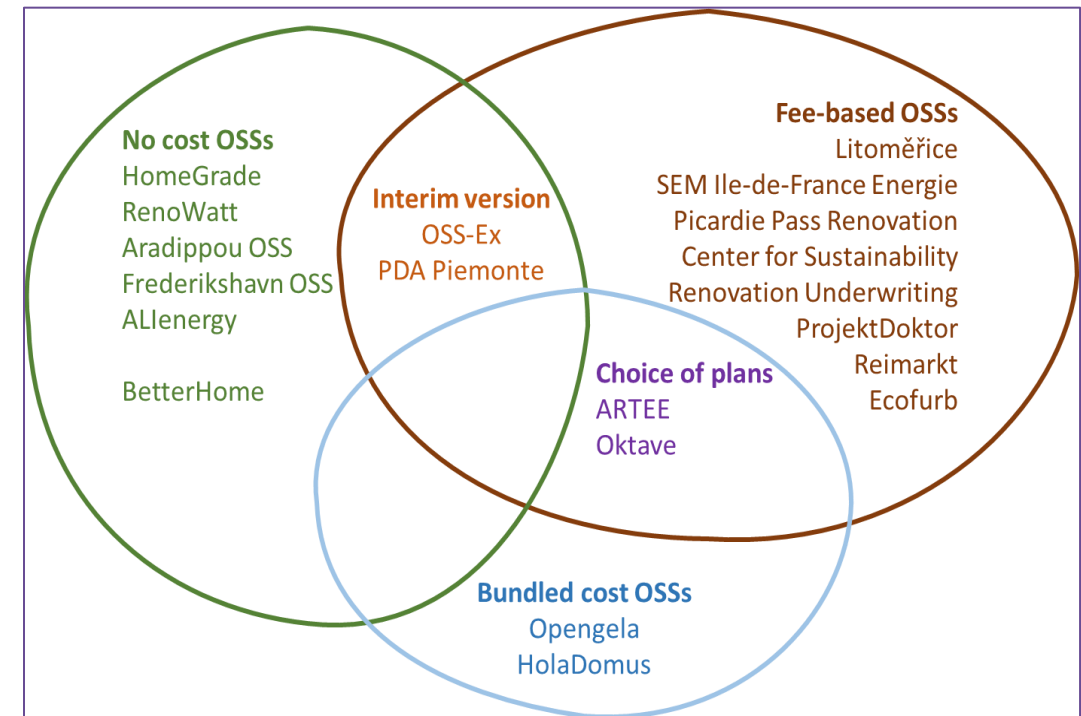 No cost OSSs
HomeGrade
RenoWatt
Aradippou OSS
Frederikshavn OSS
ALIenergy
BetterHome
Interim version
OSS-Ex
PDA Piemonte
Fee-based OSSs
Litoměřice
SEM Ile-de-France Energie
Picardie Pass Renovation
Center for Sustainability
Renovation Underwriting
ProjektDoktor
Reimarkt
Ecofurb
Choice of plans
ARTEE
Oktave
Bundled cost OSSs
Opengela
HolaDomus